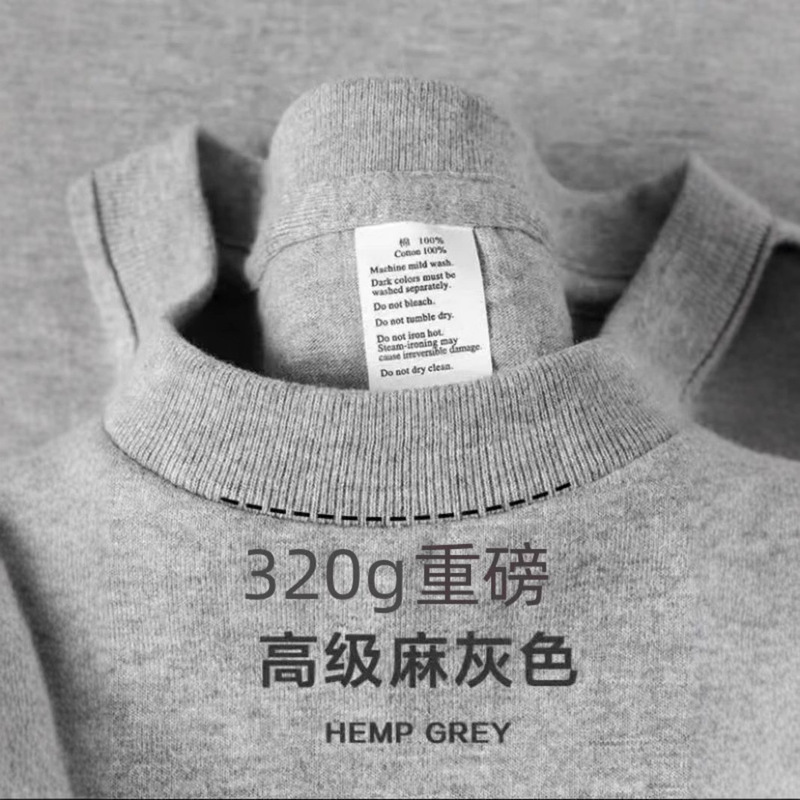 棉 100%
Cotton 100%
Machine mild wash.
Dark colors must be
washed separately.
Do not bleach.
Do not tumble dry.
Do not iron hot.
Steam-ironing may
cause irreversible damage.
Do not dry clean.
320g重磅
高级麻灰色
HEMP GREY